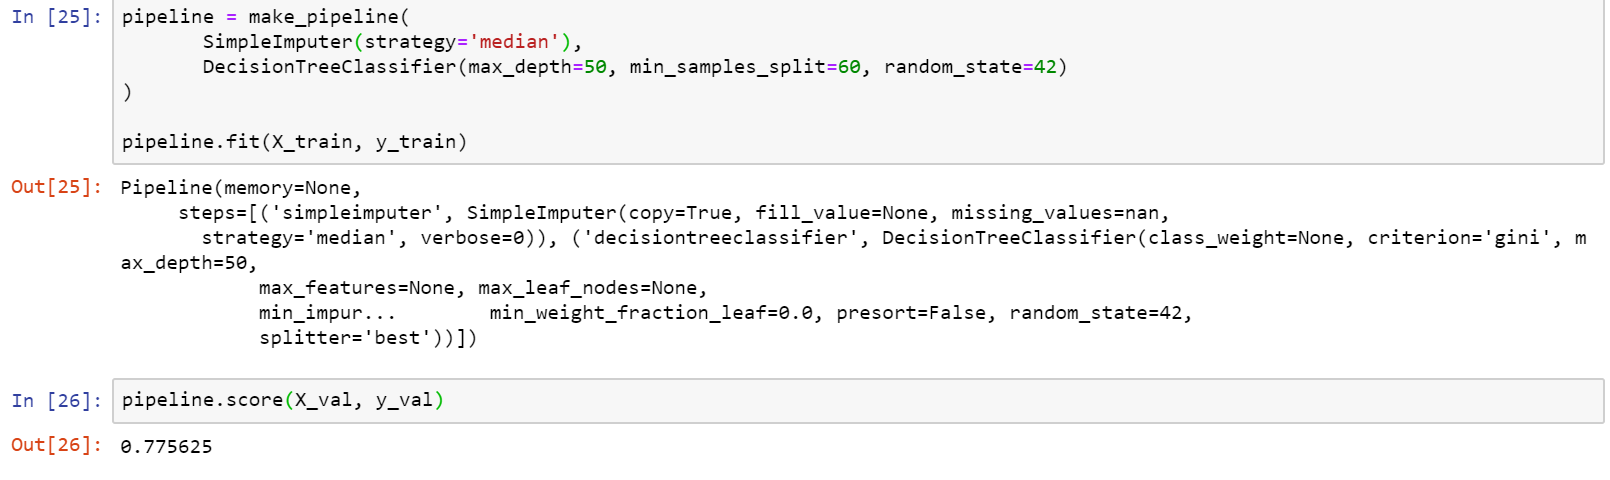 In [25]: pipeline = make_pipeline(
SimpleImputer(strategy='median'),
DecisionTreeClassifier(max_depth=50, min_samples_split=60, random_state=42)
)
pipeline.fit(X_train, y_train)
Out[25]: Pipeline(memory=None,
steps=[('simpleimputer', SimpleImputer(copy=True, fill_value=None, missing_values=nan,
strategy='median', verbose=0)), ('decisiontreeclassifier', DecisionTreeClassifier(class_weight=None, criterion='gini', m
ax_depth=50,
max_features=None, max_leaf_nodes=None,
min_impur... min_weight_fraction_leaf=0.0, presort=False, random_state=42,
splitter='best'))])
In [26]: pipeline.score(X_val, y_val)
Out[26]: 0.775625